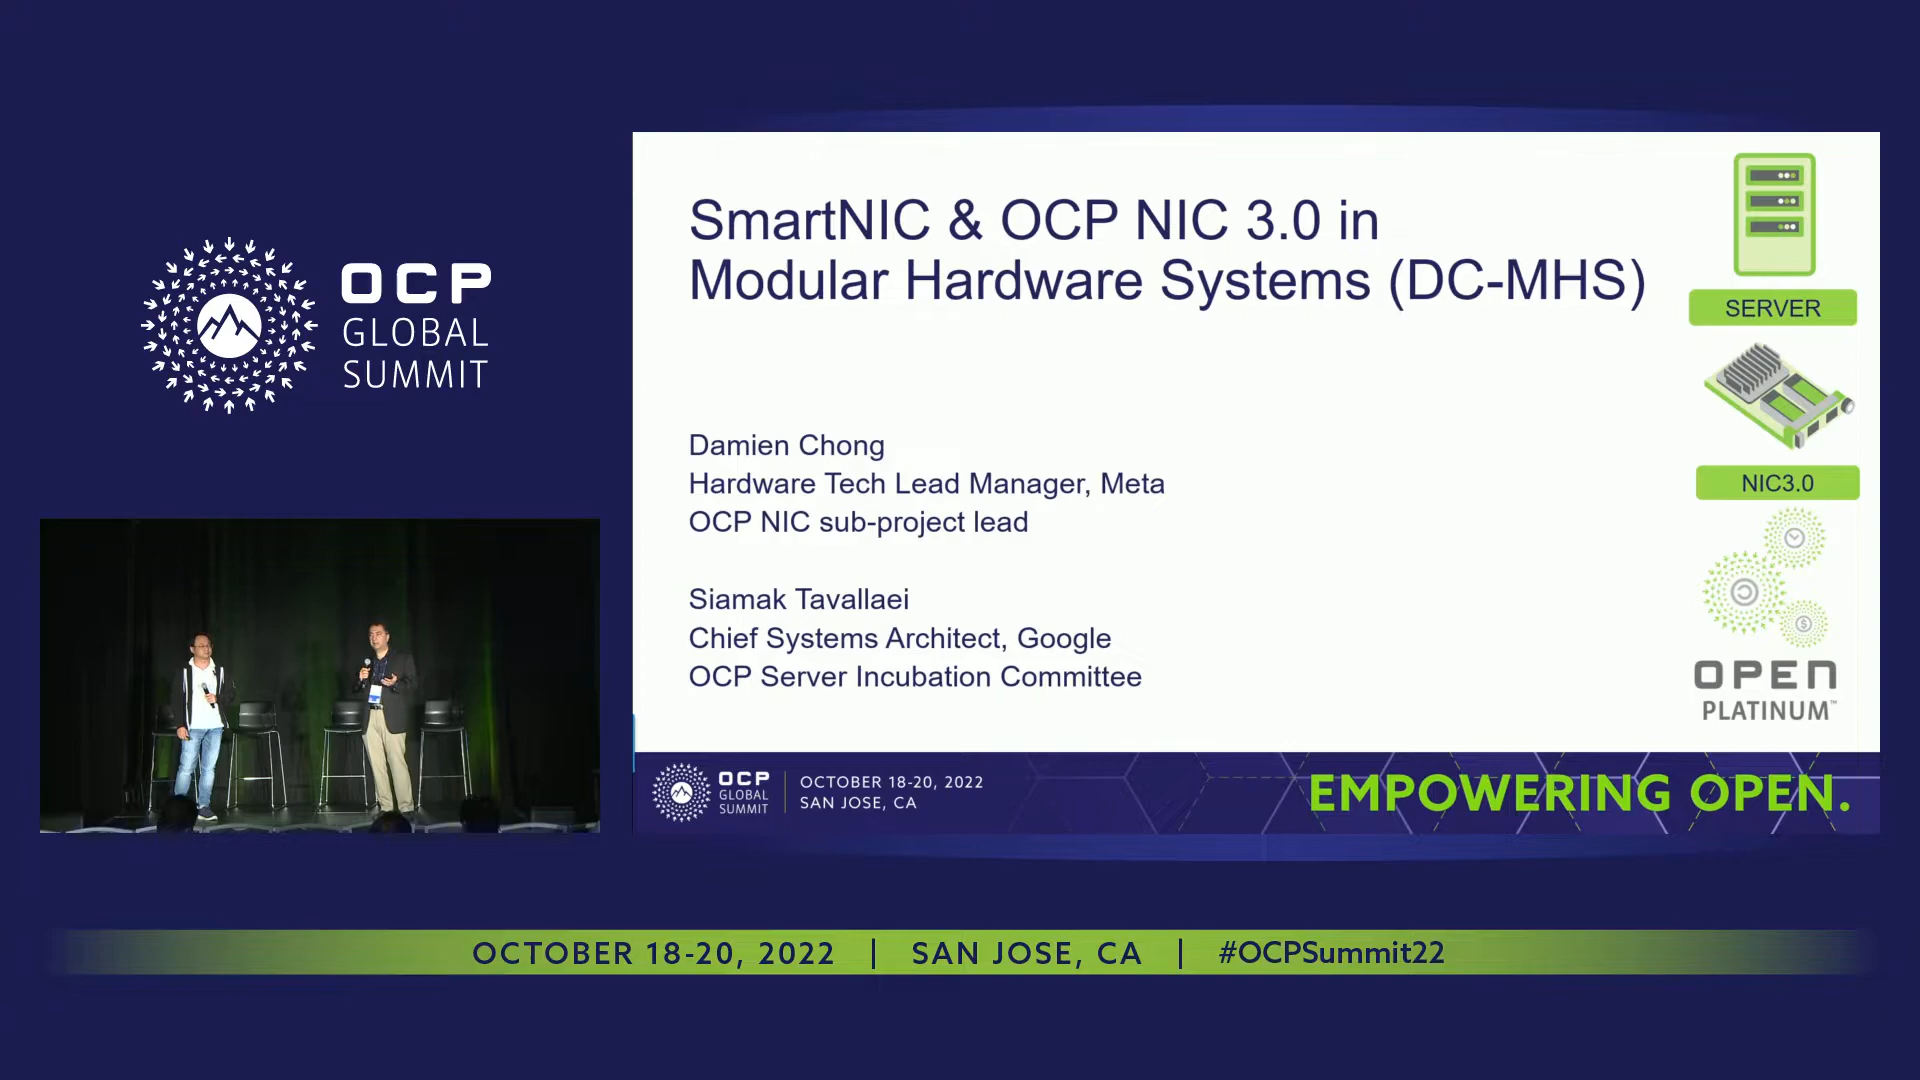 OCP
GLOBAL
SUMMIT
SmartNIC & OCP NIC 3.0 in
Modular Hardware Systems (DC-MHS)
Damien Chong
Hardware Tech Lead Manager, Meta
OCP NIC sub-project lead
Siamak Tavallaei
Chief Systems Architect, Google
OCP Server Incubation Committee
SERVER
NIC3.0
$
OPEN
PLATINUM™
OCP
GLOBAL
SUMMIT
OCTOBER 18-20, 2022
SAN JOSE, CA
EMPOWERING OPEN.
OCTOBER 18-20, 2022 | SAN JOSE, CA | #OCPSummit22